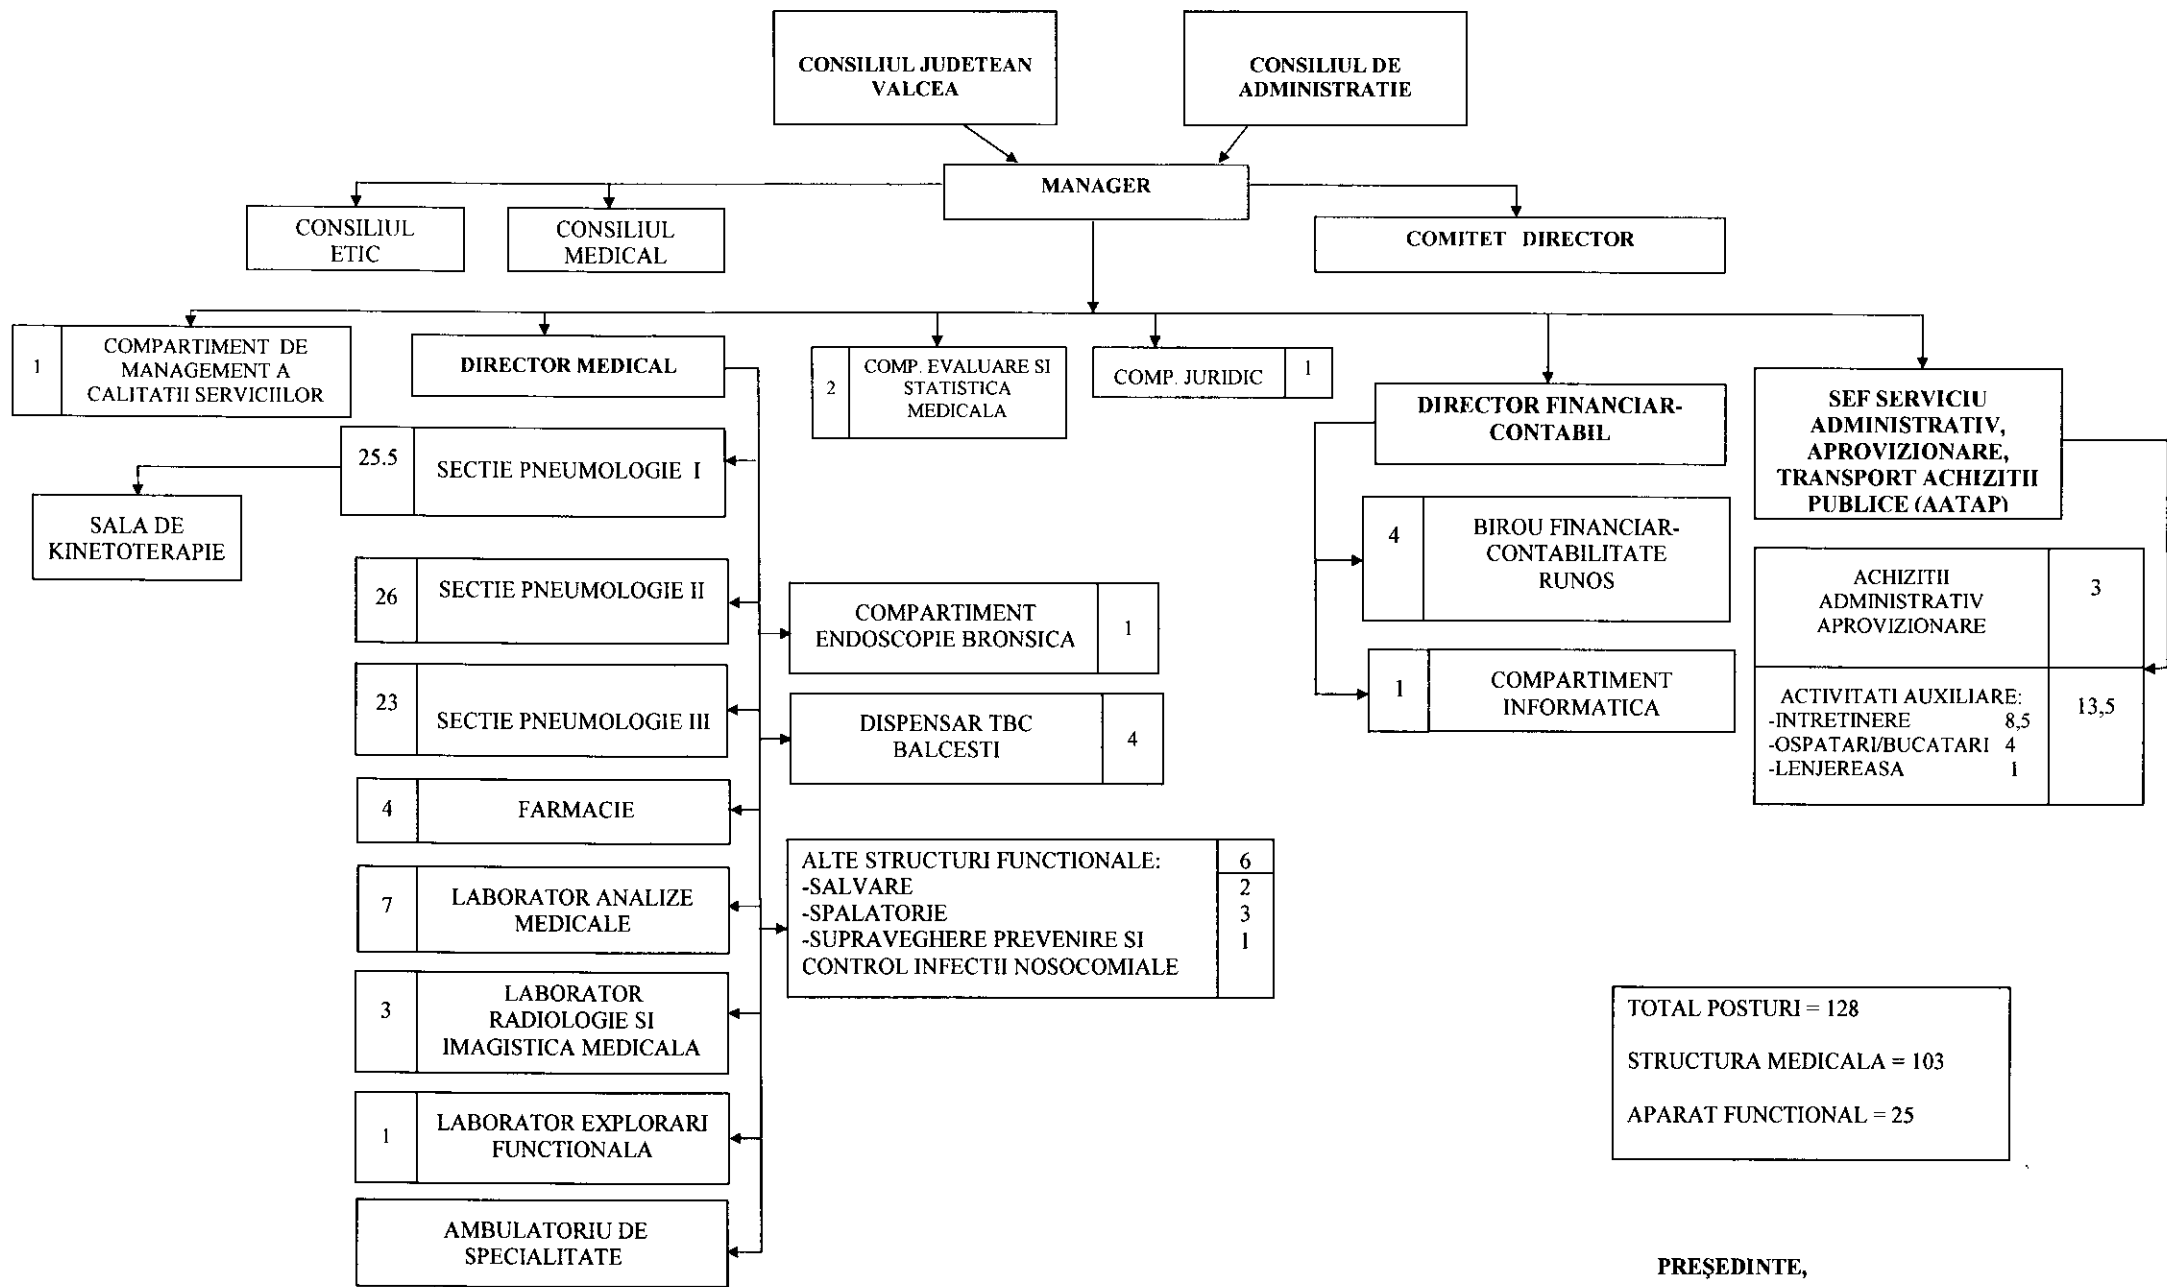 CONSILIUL JUDETEAN
VALCEA
CONSILIUL DE
ADMINISTRATIE
MANAGER
CONSILIUL
ETIC
CONSILIUL
MEDICAL
COMITET DIRECTOR
1
COMPARTIMENT DE
MANAGEMENT A
CALITATII SERVICIILOR
DIRECTOR MEDICAL
2
COMP. EVALUARE SI
STATISTICA
MEDICALA
COMP. JURIDIC
1
DIRECTOR FINANCIAR-
CONTABIL
SEF SERVICIU
ADMINISTRATIV,
APROVIZIONARE,
TRANSPORT ACHIZITII
PUBLICE (AATAP)
25.5
SECTIE PNEUMOLOGIE I
SALA DE
KINETOTERAPIE
26
SECTIE PNEUMOLOGIE II
23
SECTIE PNEUMOLOGIE III
4
FARMACIE
7
LABORATOR ANALIZE
MEDICALE
3
LABORATOR
RADIOLOGIE SI
IMAGISTICA MEDICALA
1
LABORATOR EXPLORARI
FUNCTIONALA
AMBULATORIU DE
SPECIALITATE
COMPARTIMENT
ENDOSCOPIE BRONSICA
1
DISPENSAR TBC
BALCESTI
4
ALTE STRUCTURI FUNCTIONALE: 6
-SALVARE 2
-SPALATORIE 3
-SUPRAVEGHERE PREVENIRE SI 1
CONTROL INFECTII NOSOCOMIALE
4
BIROU FINANCIAR-
CONTABILITATE
RUNOS
1
COMPARTIMENT
INFORMATICA
ACHIZITII
ADMINISTRATIV
APROVIZIONARE
3
ACTIVITATI AUXILIARE:
-INTRETINERE 8,5
-OSPATARI/BUCATARI 4
-LENJEREASA 1
13,5
TOTAL POSTURI = 128
STRUCTURA MEDICALA = 103
APARAT FUNCTIONAL = 25
PREŞEDINTE,